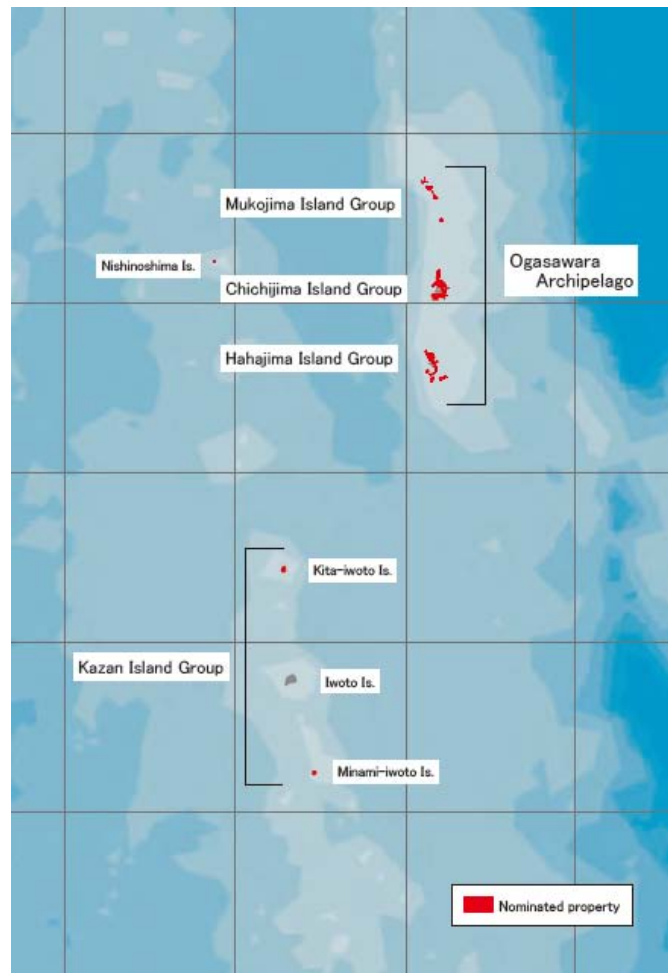 Mukojima Island Group
Nishinoshima Is.
Ogasawara
Archipelago
Chichijima Island Group
Hahajima Island Group
Kita-iwoto Is.
Kazan Island Group
Iwoto Is.
Minami-iwoto Is.
Nominated property